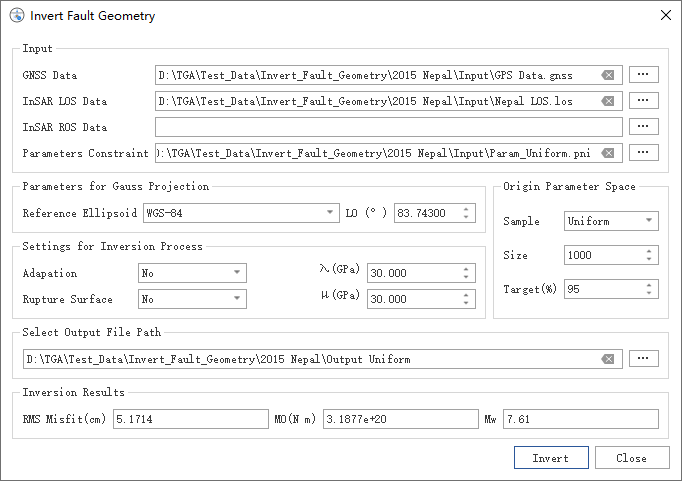 Invert Fault Geometry
Input
GNSS Data D:\TGA\Test_Data\Invert_Fault_Geometry\2015 Nepal\Input\GPS Data.gnss ...
InSAR LOS Data D:\TGA\Test_Data\Invert_Fault_Geometry\2015 Nepal\Input\Nepal LOS.los ...
InSAR ROS Data ...
Parameters Constraint ):\TGA\Test_Data\Invert_Fault_Geometry\2015 Nepal\Input\Param_Uniform.pni ...
Parameters for Gauss Projection
Reference Ellipsoid WGS-84 L0 (°) 83.74300
Origin Parameter Space
Sample Uniform
Size 1000
Target(%) 95
Settings for Inversion Process
Adapation No λ(GPa) 30.000
Rupture Surface No μ(GPa) 30.000
Select Output File Path
D:\TGA\Test_Data\Invert_Fault_Geometry\2015 Nepal\Output Uniform ...
Inversion Results
RMS Misfit(cm) 5.1714 M0(N m) 3.1877e+20 Mw 7.61
Invert Close